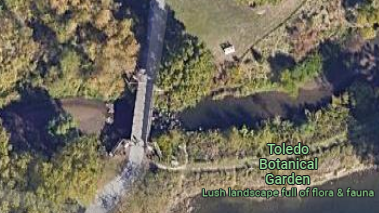 Toledo
Botanical
Garden
Lush landscape full of flora & fauna